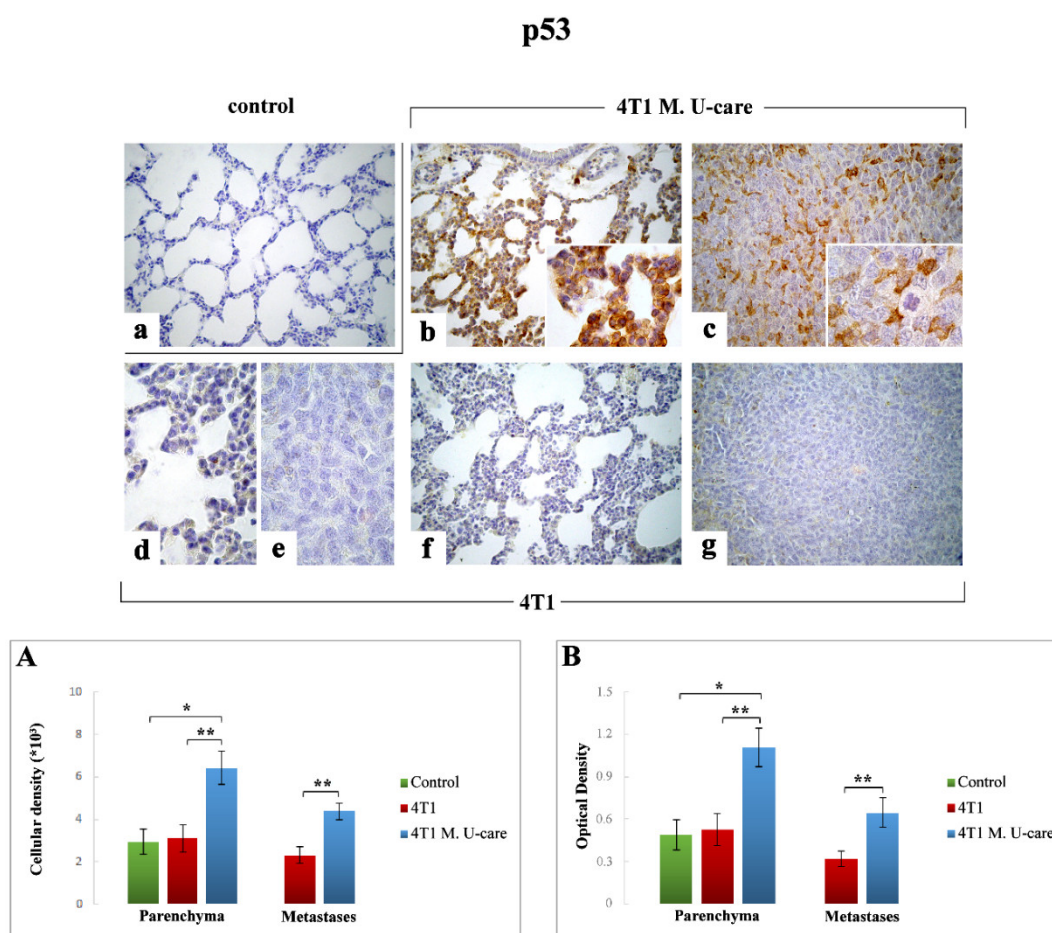 p53
control
4T1 M. U-care
a
b
c
d
e
f
g
4T1
A
Cellular density (*10³)
10
8
6
4
2
0
*
**
**
Parenchyma
Metastases
Control
4T1
4T1 M. U-care
B
Optical Density
1.5
1.2
0.9
0.6
0.3
0
*
**
**
Parenchyma
Metastases
Control
4T1
4T1 M. U-care